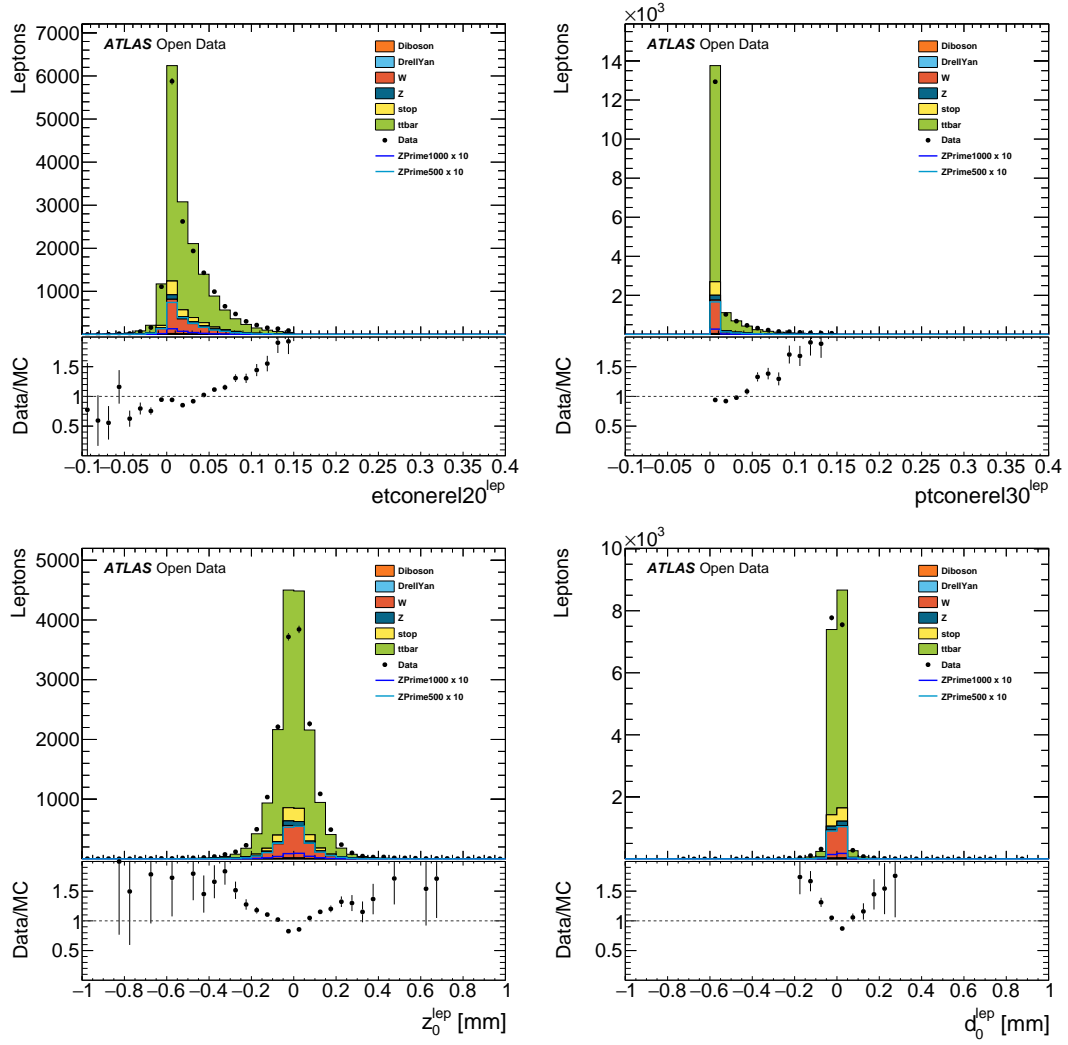 Leptons
7000
6000
5000
4000
3000
2000
1000
ATLAS Open Data
Diboson
DrellYan
W
Z
stop
ttbar
Data
ZPrime1000 x 10
ZPrime500 x 10
Data/MC
1.5
1
0.5
−0.1 −0.05 0 0.05 0.1 0.15 0.2 0.25 0.3 0.35 0.4
etconerel20^lep
×10^3
Leptons
14
12
10
8
6
4
2
ATLAS Open Data
Diboson
DrellYan
W
Z
stop
ttbar
Data
ZPrime1000 x 10
ZPrime500 x 10
Data/MC
1.5
1
0.5
−0.1 −0.05 0 0.05 0.1 0.15 0.2 0.25 0.3 0.35 0.4
ptconerel30^lep
Leptons
5000
4000
3000
2000
1000
ATLAS Open Data
Diboson
DrellYan
W
Z
stop
ttbar
Data
ZPrime1000 x 10
ZPrime500 x 10
Data/MC
1.5
1
0.5
−1 −0.8 −0.6 −0.4 −0.2 0 0.2 0.4 0.6 0.8 1
z_0^lep [mm]
×10^3
Leptons
10
8
6
4
2
ATLAS Open Data
Diboson
DrellYan
W
Z
stop
ttbar
Data
ZPrime1000 x 10
ZPrime500 x 10
Data/MC
1.5
1
0.5
−1 −0.8 −0.6 −0.4 −0.2 0 0.2 0.4 0.6 0.8 1
d_0^lep [mm]